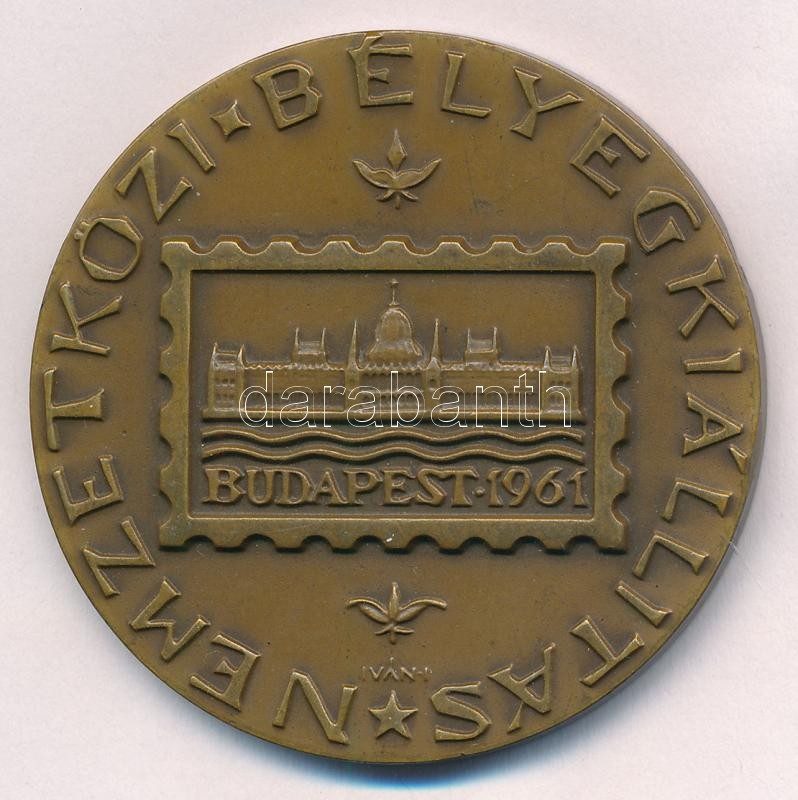 NEMZETKÖZI · BÉLYEGKIÁLLITÁS ★
BUDAPEST·1961
IVÁN·I
darabanth